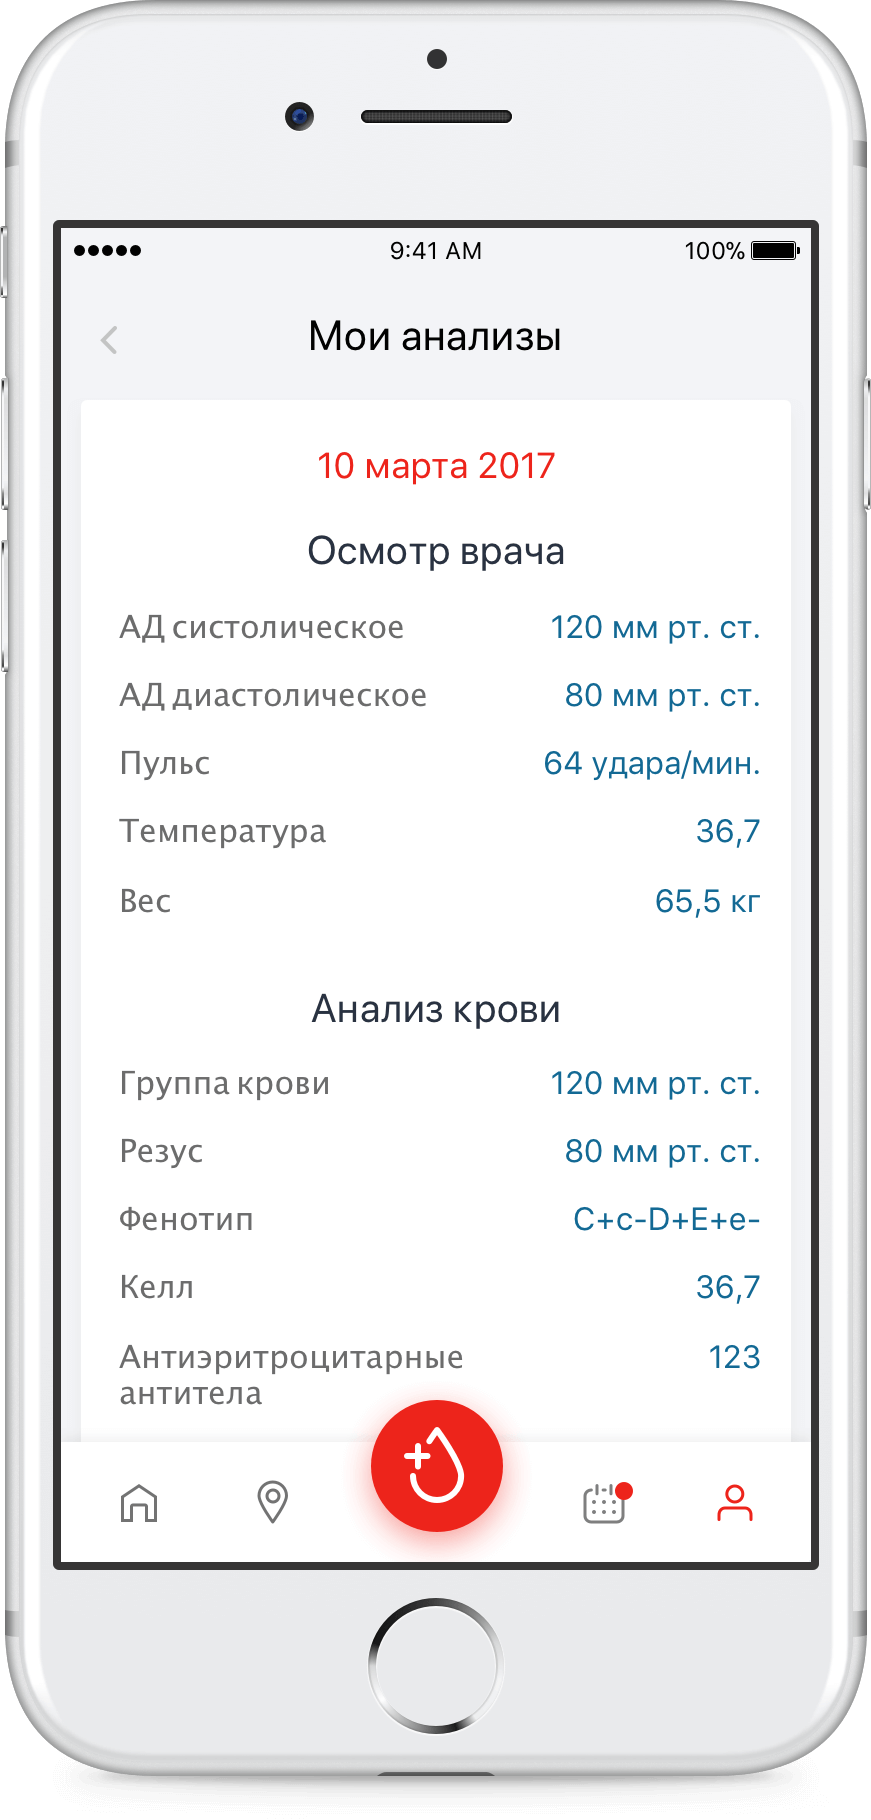 9:41 AM
100%
Мои анализы
10 марта 2017
Осмотр врача
АД систолическое 120 мм рт. ст.
АД диастолическое 80 мм рт. ст.
Пульс 64 удара/мин.
Температура 36,7
Вес 65,5 кг
Анализ крови
Группа крови 120 мм рт. ст.
Резус 80 мм рт. ст.
Фенотип C+c-D+E+e-
Келл 36,7
Антиэритроцитарные 123
антитела